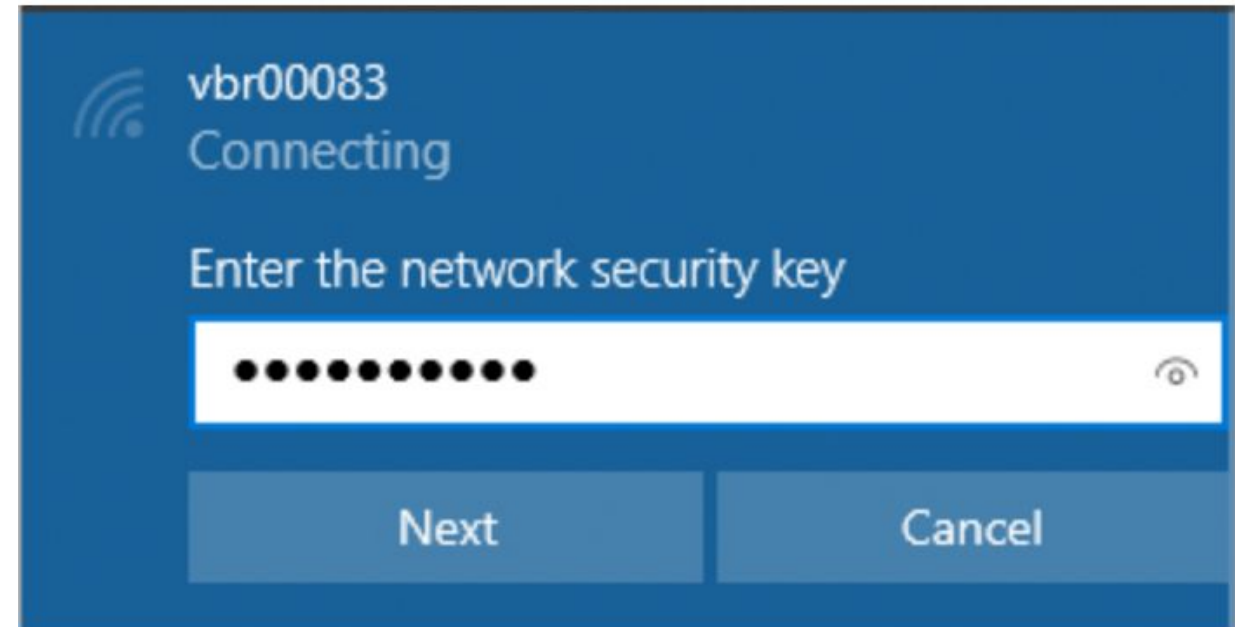 vbr00083
Connecting
Enter the network security key
●●●●●●●●●●
Next
Cancel